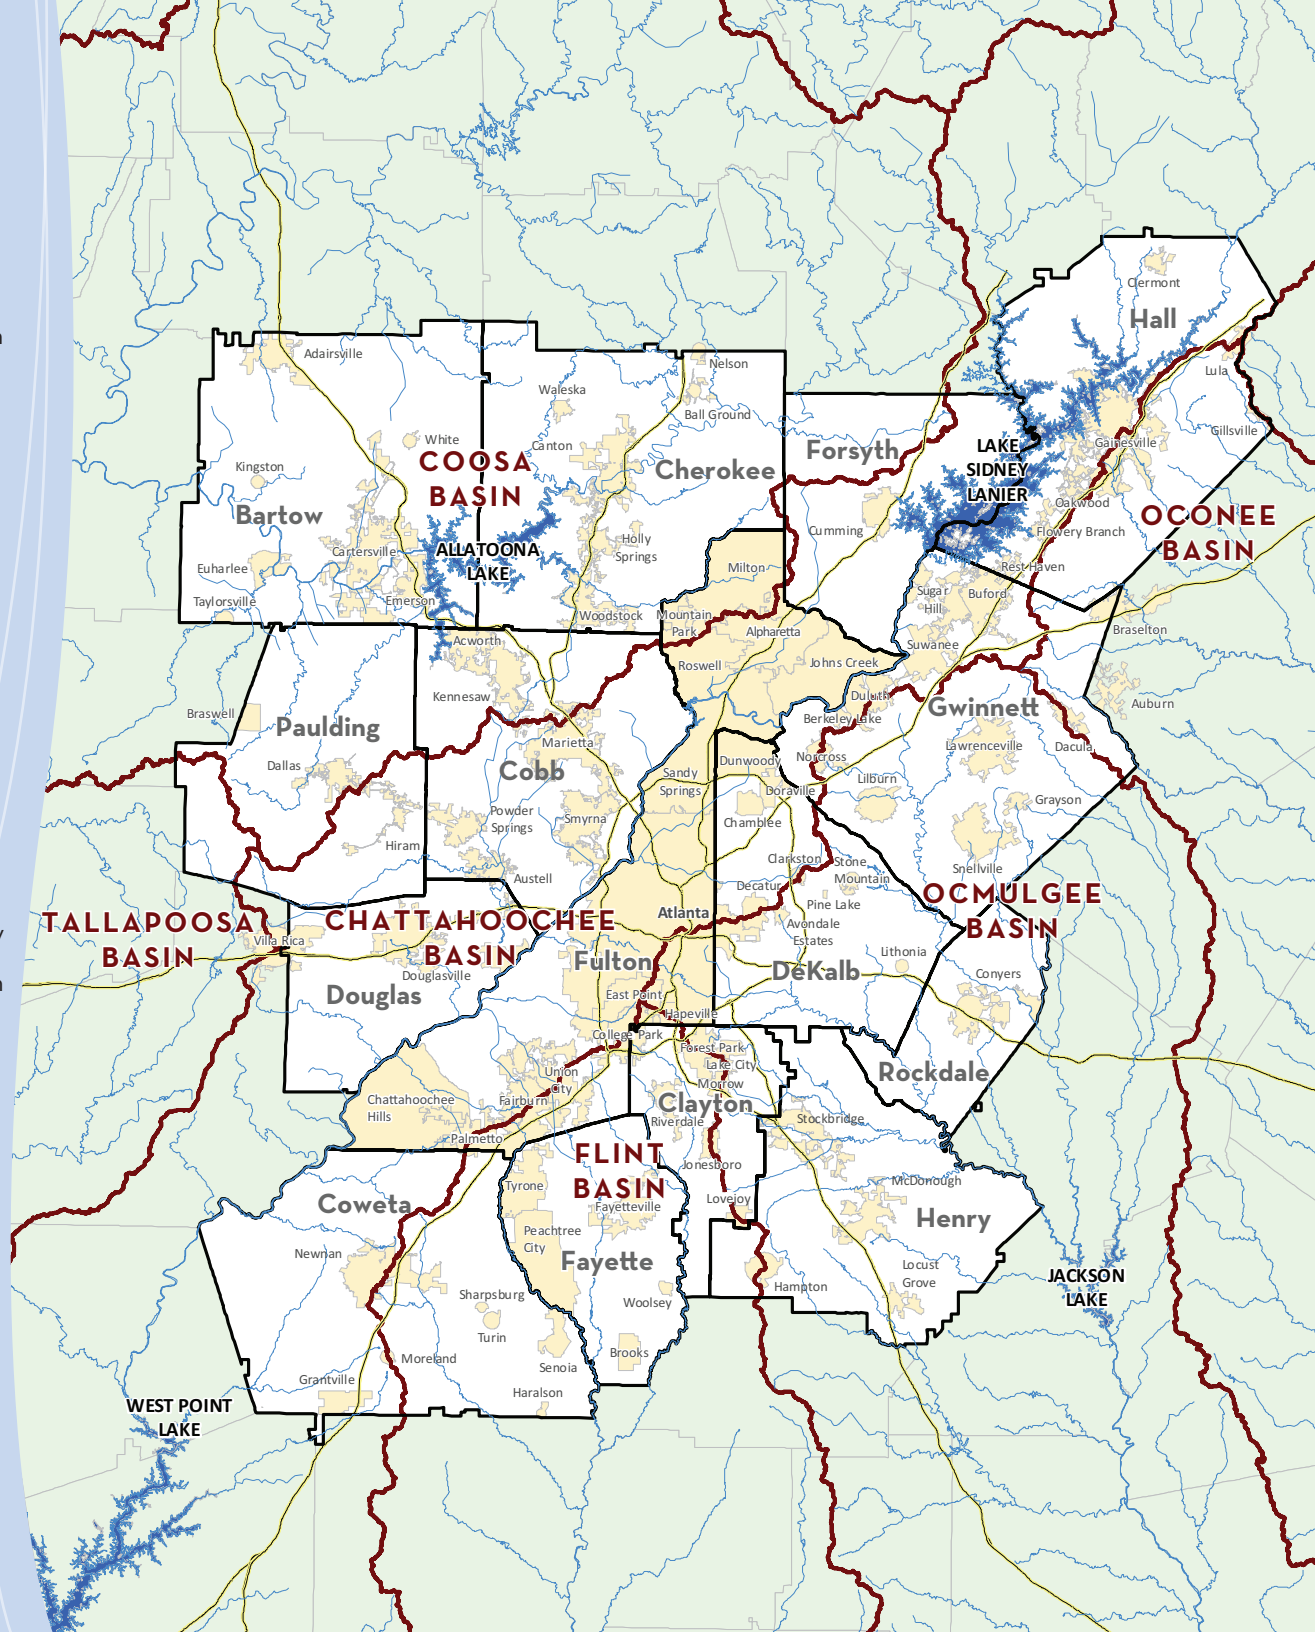 Clermont
Hall
Adairsville
Nelson
Lula
Waleska
Ball Ground
Gillsville
White
Canton
Forsyth
LAKE
SIDNEY
LANIER
Gainesville
COOSA
BASIN
Kingston
Cherokee
Oakwood
Bartow
OCONEE
BASIN
Cumming
Flowery Branch
Holly
Springs
Cartersville
ALLATOONA
LAKE
Euharlee
Milton
Rest Haven
Taylorsville
Emerson
Sugar
Hill
Buford
Woodstock
Mountain
Park
Alpharetta
Braselton
Acworth
Suwanee
Roswell
Johns Creek
Kennesaw
Duluth
Auburn
Braswell
Berkeley Lake
Gwinnett
Paulding
Marietta
Lawrenceville
Dacula
Dallas
Cobb
Sandy
Springs
Dunwoody
Norcross
Lilburn
Doraville
Grayson
Powder
Springs
Smyrna
Chamblee
Hiram
Clarkston
Stone
Mountain
Snellville
Austell
Decatur
OCMULGEE
BASIN
Pine Lake
TALLAPOOSA
BASIN
CHATTAHOOCHEE
BASIN
Atlanta
Avondale
Estates
Villa Rica
Lithonia
Fulton
DeKalb
Conyers
Douglasville
Douglas
East Point
Hapeville
College Park
Forest Park
Lake City
Union
City
Rockdale
Morrow
Chattahoochee
Hills
Fairburn
Clayton
Riverdale
Stockbridge
Palmetto
FLINT
BASIN
Jonesboro
Tyrone
McDonough
Coweta
Fayetteville
Lovejoy
Henry
Peachtree
City
Newnan
Fayette
Locust
Grove
JACKSON
LAKE
Hampton
Sharpsburg
Woolsey
Turin
Moreland
Brooks
Senoia
Grantville
Haralson
WEST POINT
LAKE